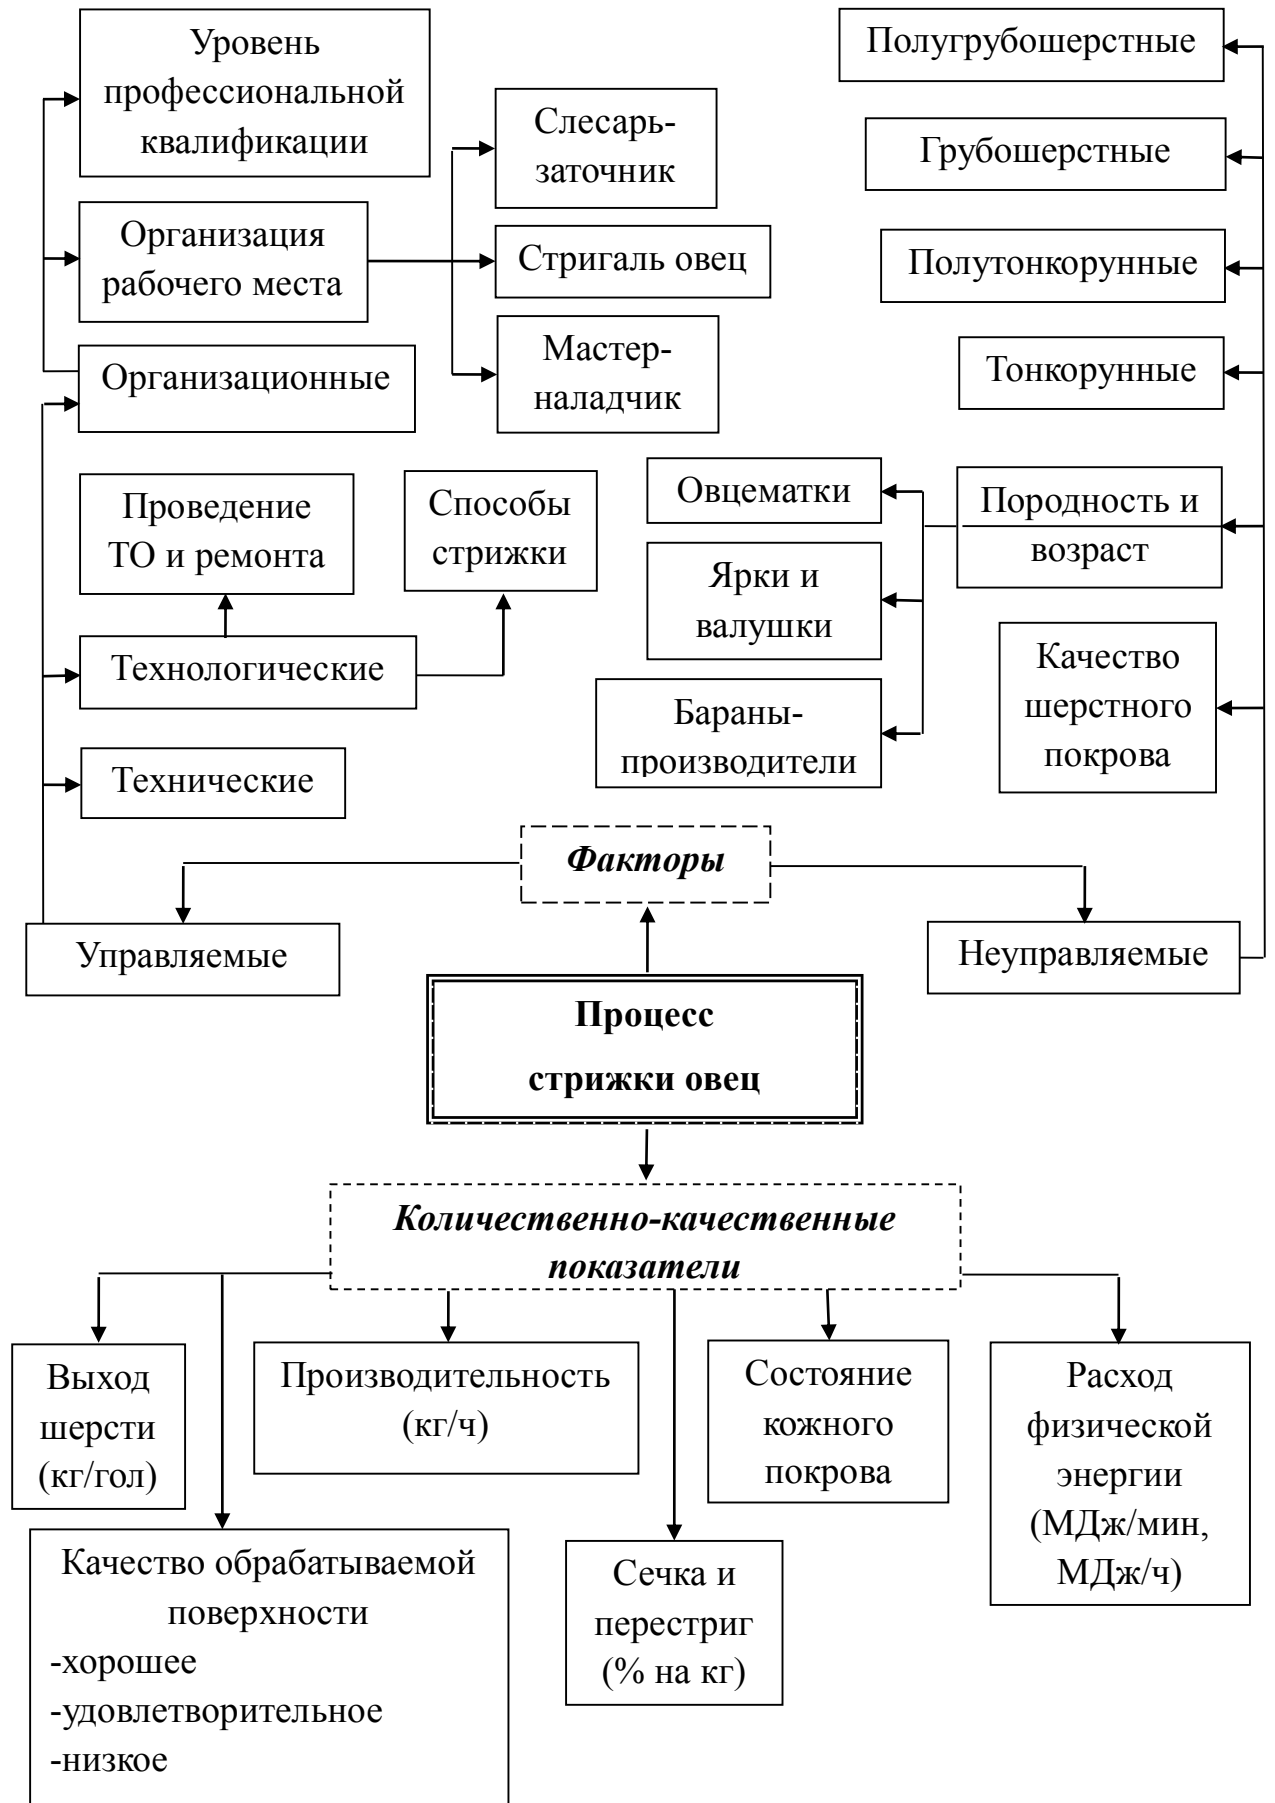 Уровень
профессиональной
квалификации
Организация
рабочего места
Организационные
Слесарь-
заточник
Стригаль овец
Мастер-
наладчик
Полугрубошерстные
Грубошерстные
Полутонкорунные
Тонкорунные
Проведение
ТО и ремонта
Способы
стрижки
Технологические
Технические
Овцематки
Ярки и
валушки
Бараны-
производители
Породность и
возраст
Качество
шерстного
покрова
Факторы
Управляемые
Неуправляемые
Процесс
стрижки овец
Количественно-качественные
показатели
Выход
шерсти
(кг/гол)
Производительность
(кг/ч)
Состояние
кожного
покрова
Расход
физической
энергии
(МДж/мин,
МДж/ч)
Качество обрабатываемой
поверхности
-хорошее
-удовлетворительное
-низкое
Сечка и
перестриг
(% на кг)